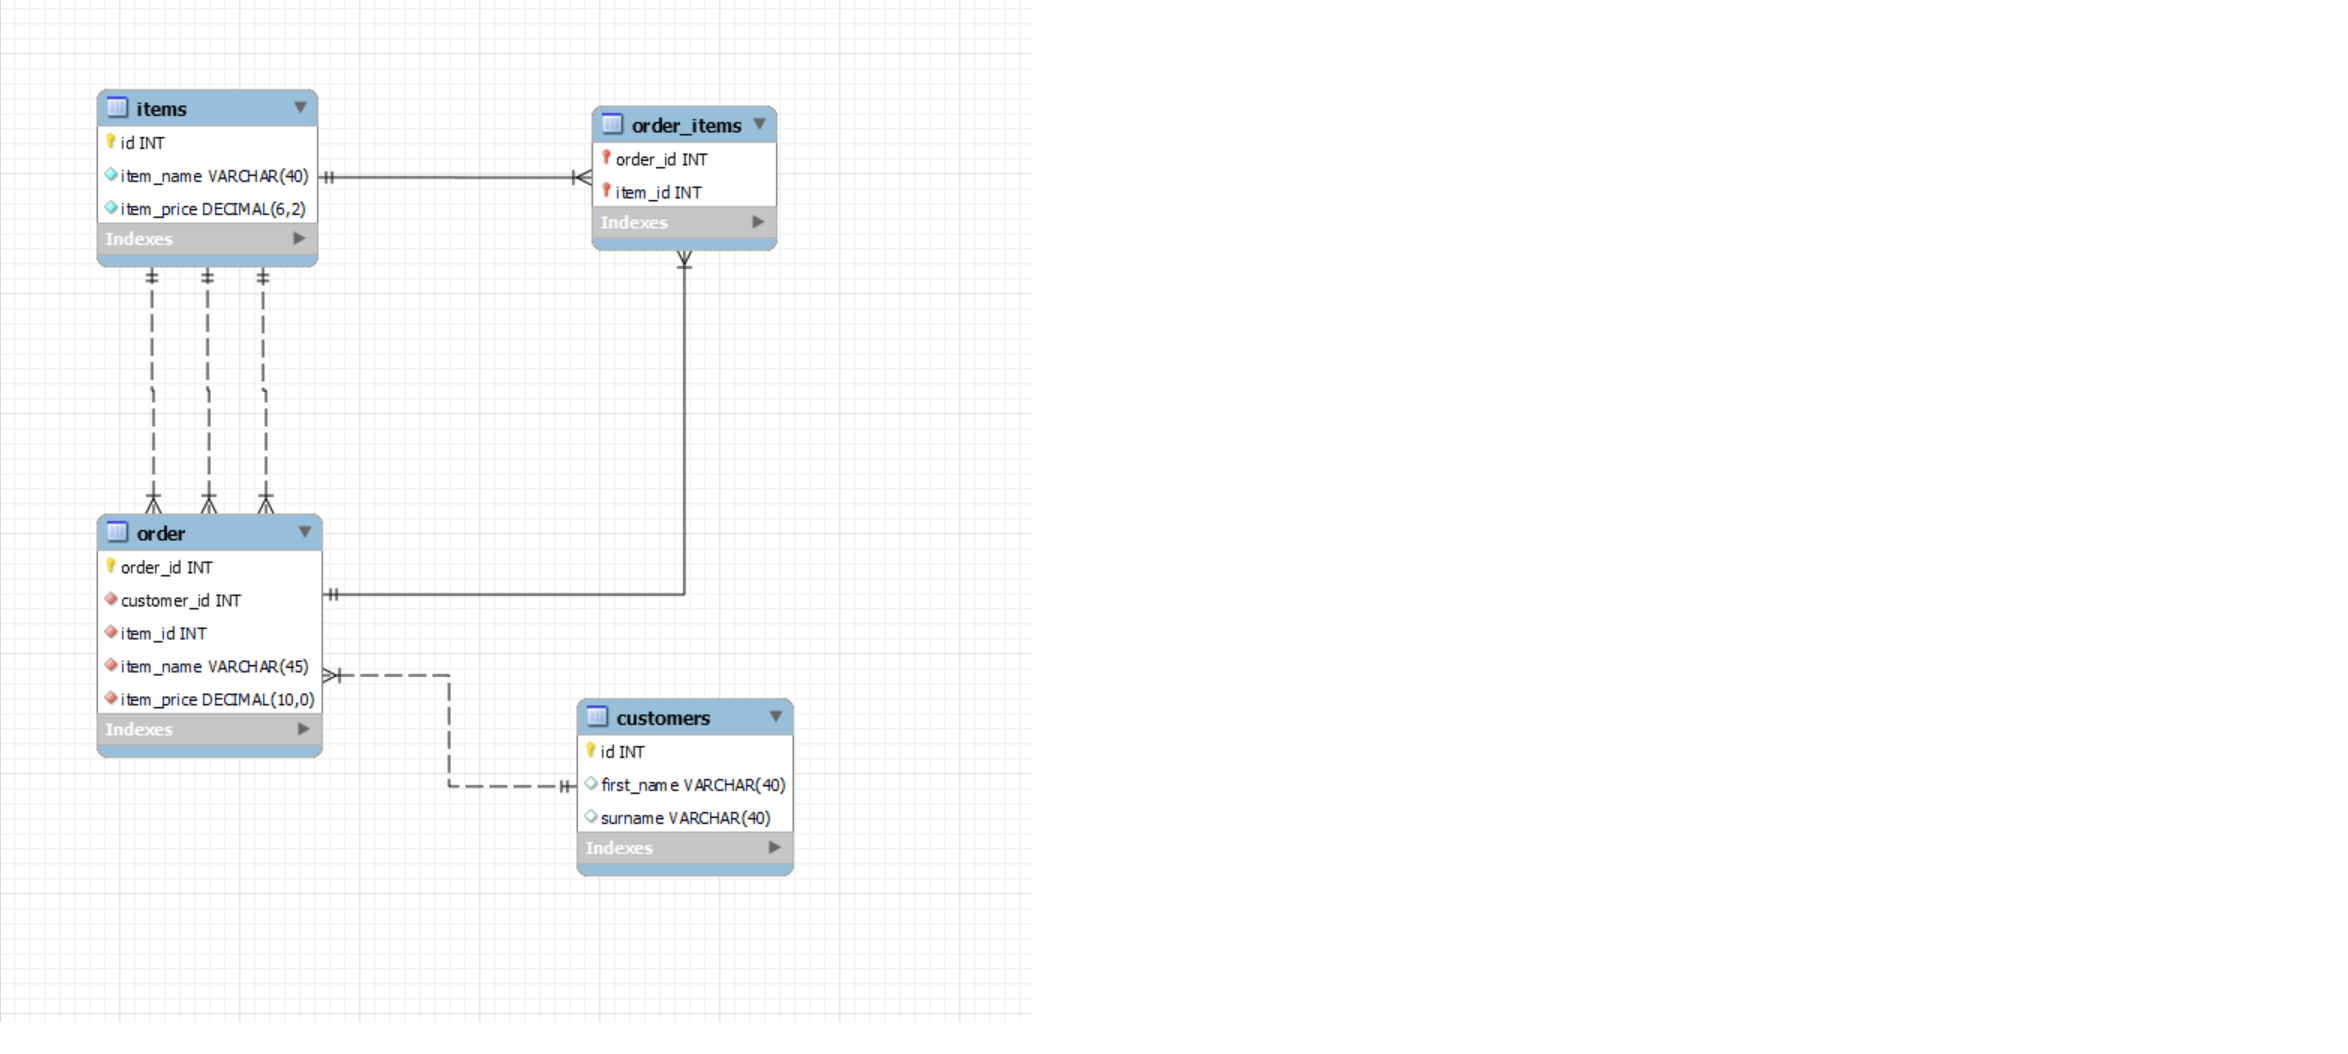 items
id INT
item_name VARCHAR(40)
item_price DECIMAL(6,2)
Indexes
order_items
order_id INT
item_id INT
Indexes
order
order_id INT
customer_id INT
item_id INT
item_name VARCHAR(45)
item_price DECIMAL(10,0)
Indexes
customers
id INT
first_name VARCHAR(40)
surname VARCHAR(40)
Indexes